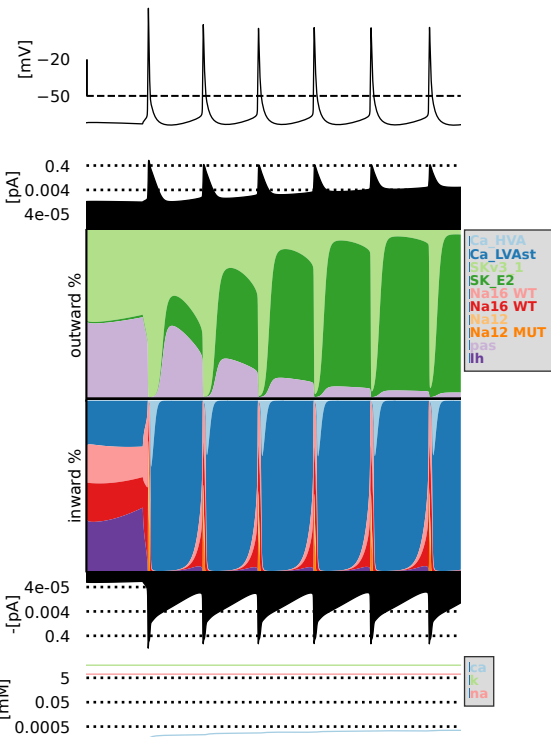 [mV]
−20
−50
[pA]
0.4
0.004
4e-05
outward %
Ca_HVA
Ca_LVAst
SKv3_1
SK_E2
Na16 WT
Na16 WT
Na12
Na12 MUT
pas
Ih
inward %
-[pA]
4e-05
0.004
0.4
[mM]
5
0.05
0.0005
ca
k
na